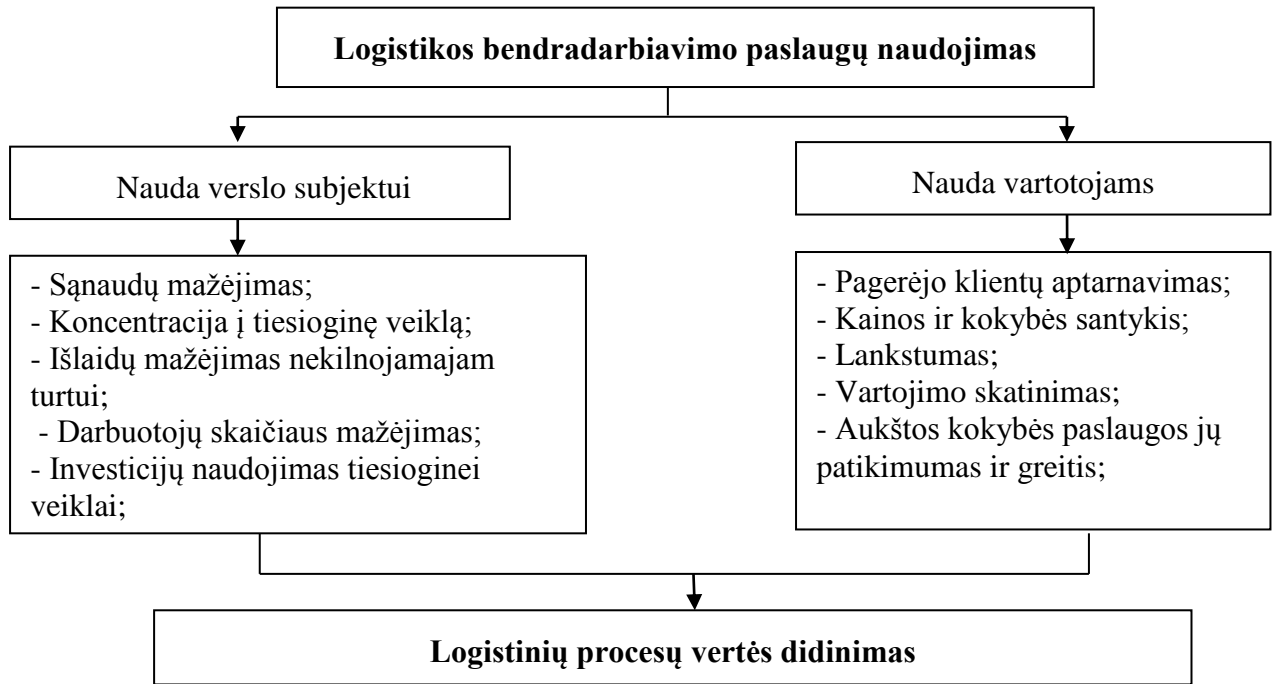 Logistikos bendradarbiavimo paslaugų naudojimas
Nauda verslo subjektui
Nauda vartotojams
- Sąnaudų mažėjimas;
- Koncentracija į tiesioginę veiklą;
- Išlaidų mažėjimas nekilnojamajam
turtui;
- Darbuotojų skaičiaus mažėjimas;
- Investicijų naudojimas tiesioginei
veiklai;
- Pagerėjo klientų aptarnavimas;
- Kainos ir kokybės santykis;
- Lankstumas;
- Vartojimo skatinimas;
- Aukštos kokybės paslaugos jų
patikimumas ir greitis;
Logistinių procesų vertės didinimas